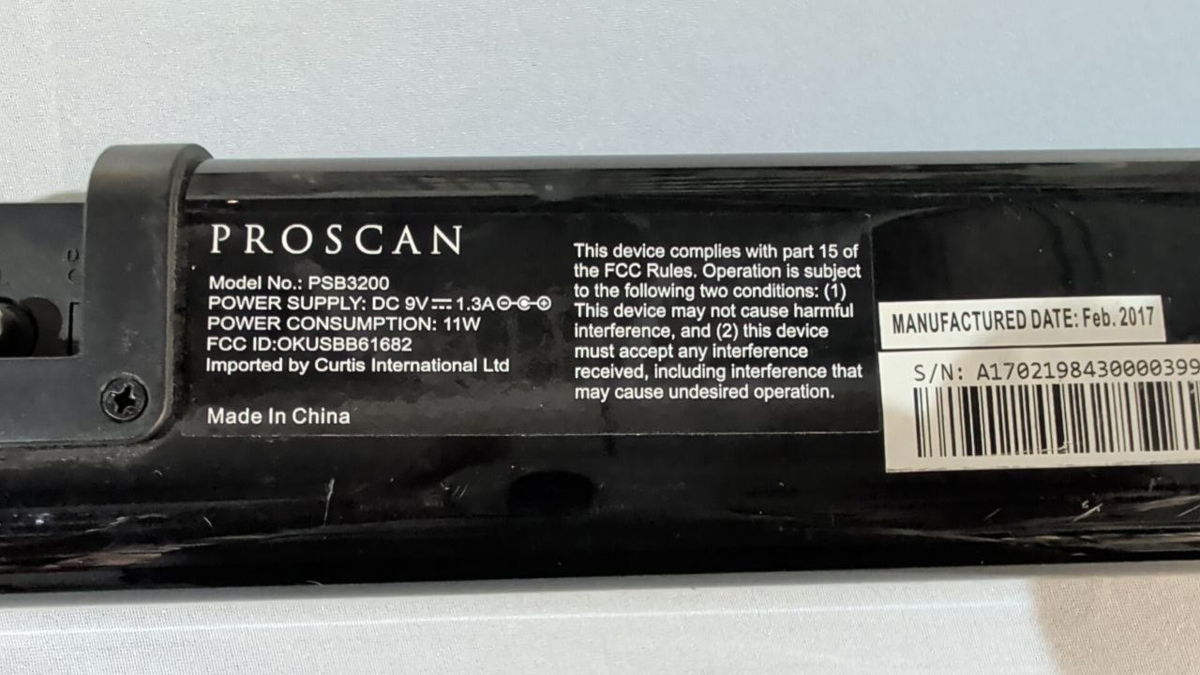 PROSCAN
Model No.: PSB3200
POWER SUPPLY: DC 9V⎓1.3A
POWER CONSUMPTION: 11W
FCC ID:OKUSBB61682
Imported by Curtis International Ltd
Made In China
This device complies with part 15 of
the FCC Rules. Operation is subject
to the following two conditions: (1)
This device may not cause harmful
interference, and (2) this device
must accept any interference
received, including interference that
may cause undesired operation.
MANUFACTURED DATE: Feb. 2017
S/N: A1702198430000399